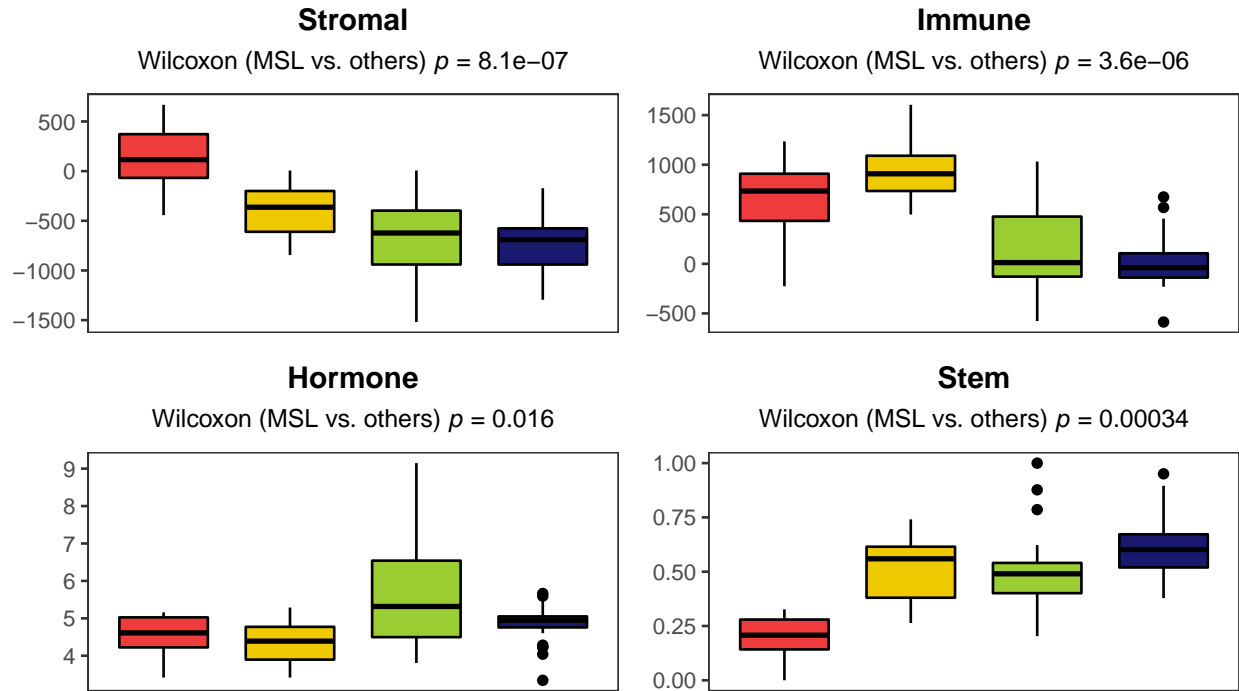 Stromal
Wilcoxon (MSL vs. others) p = 8.1e−07
500
0
−500
−1000
−1500
Immune
Wilcoxon (MSL vs. others) p = 3.6e−06
1500
1000
500
0
−500
Hormone
Wilcoxon (MSL vs. others) p = 0.016
9
8
7
6
5
4
Stem
Wilcoxon (MSL vs. others) p = 0.00034
1.00
0.75
0.50
0.25
0.00